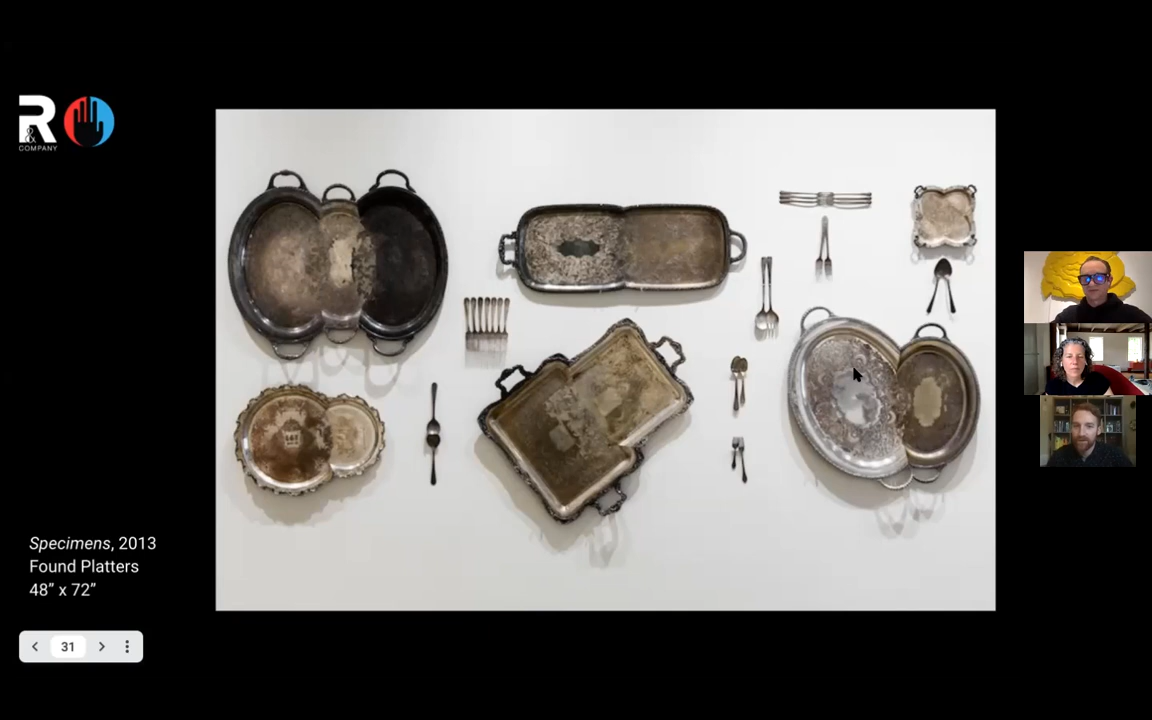 R
&
COMPANY
Specimens, 2013
Found Platters
48” x 72”
31